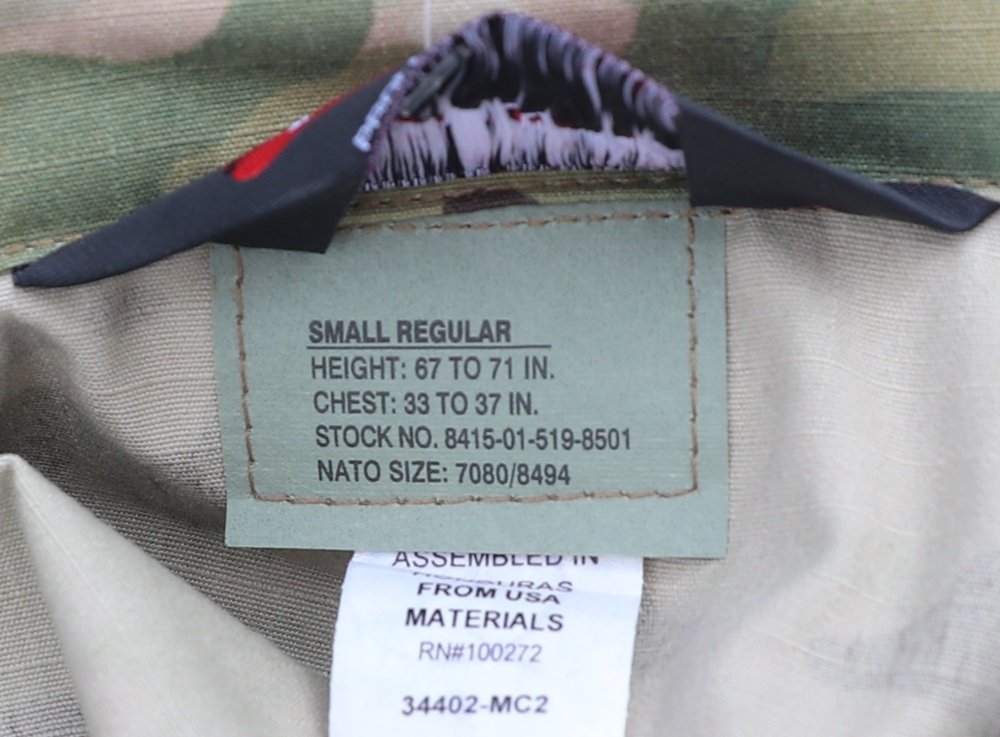 SMALL REGULAR
HEIGHT: 67 TO 71 IN.
CHEST: 33 TO 37 IN.
STOCK NO. 8415-01-519-8501
NATO SIZE: 7080/8494
ASSEMBLED IN
HONDURAS
FROM USA
MATERIALS
RN#100272
34402-MC2